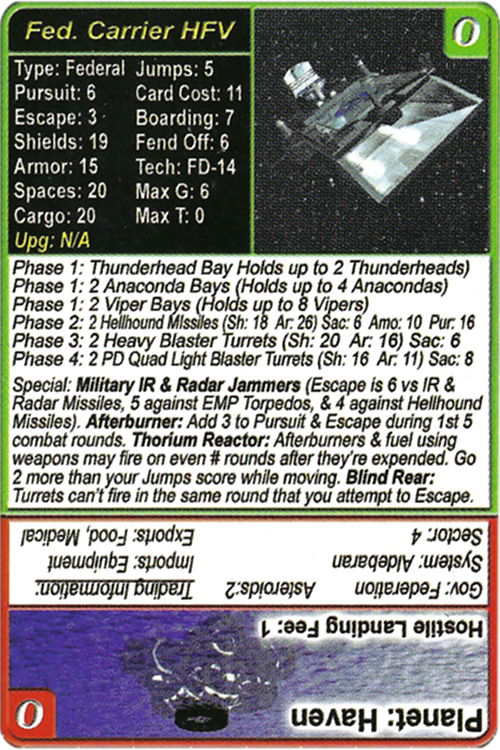 Fed. Carrier HFV
0
Type: Federal Jumps: 5
Pursuit: 6 Card Cost: 11
Escape: 3 Boarding: 7
Shields: 19 Fend Off: 6
Armor: 15 Tech: FD-14
Spaces: 20 Max G: 6
Cargo: 20 Max T: 0
Upg: N/A
Phase 1: Thunderhead Bay Holds up to 2 Thunderheads)
Phase 1: 2 Anaconda Bays (Holds up to 4 Anacondas)
Phase 1: 2 Viper Bays (Holds up to 8 Vipers)
Phase 2: 2 Hellhound Missiles (Sh: 18 Ar: 26) Sac: 6 Amo: 10 Pur: 16
Phase 3: 2 Heavy Blaster Turrets (Sh: 20 Ar: 16) Sac: 6
Phase 4: 2 PD Quad Light Blaster Turrets (Sh: 16 Ar: 11) Sac: 8
Special: Military IR & Radar Jammers (Escape is 6 vs IR &
Radar Missiles, 5 against EMP Torpedos, & 4 against Hellhound
Missiles). Afterburner: Add 3 to Pursuit & Escape during 1st 5
combat rounds. Thorium Reactor: Afterburners & fuel using
weapons may fire on even # rounds after they're expended. Go
2 more than your Jumps score while moving. Blind Rear:
Turrets can't fire in the same round that you attempt to Escape.
Planet: Haven
0
Hostile Landing Fee: 1
Gov: Federation Asteroids:2 Trading Information:
System: Aldebaran Imports: Equipment
Sector: 4 Exports: Food, Medical